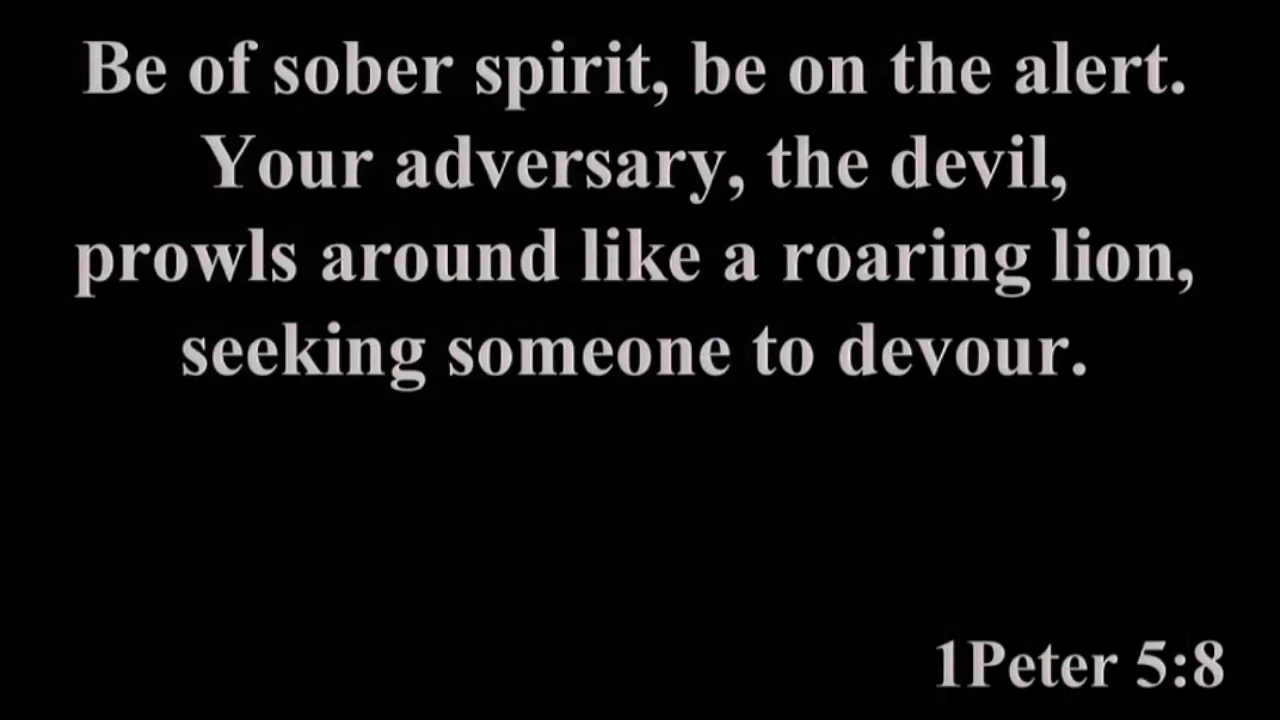 Be of sober spirit, be on the alert.
Your adversary, the devil,
prowls around like a roaring lion,
seeking someone to devour.
1Peter 5:8